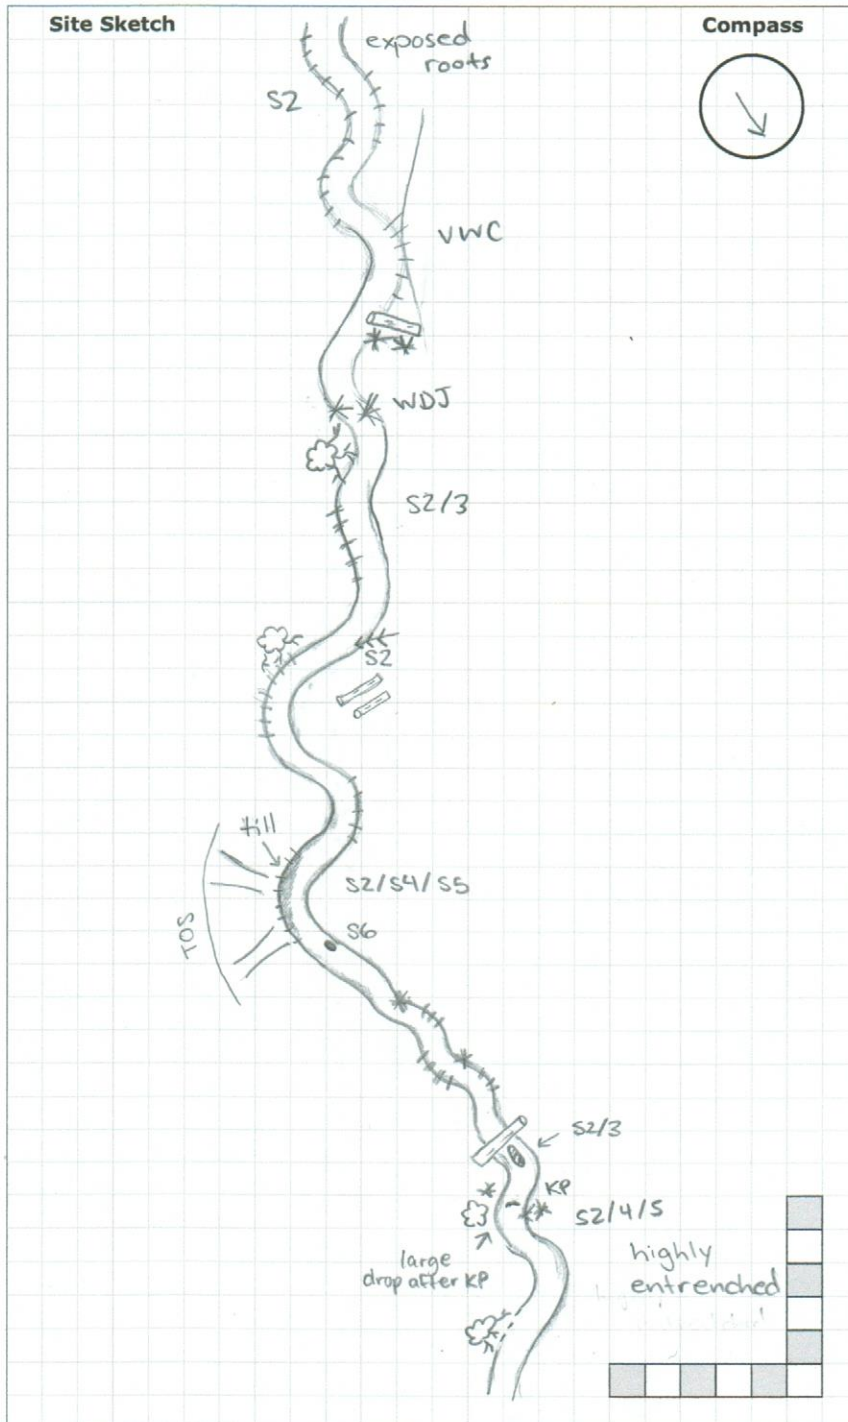 Site Sketch
Compass
exposed
roots
S2
VWC
WDJ
S2/3
S2
till
S2/S4/S5
TOS
S6
S2/3
KP
S2/4/5
large
drop after KP
highly
entrenched